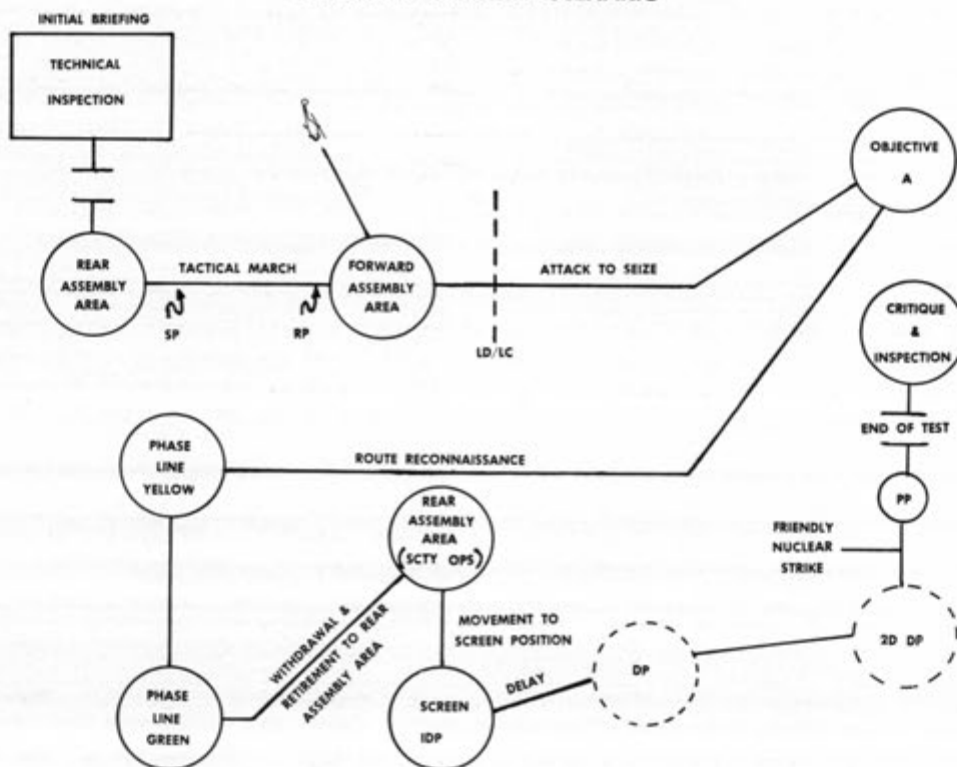 INITIAL BRIEFING
TECHNICAL
INSPECTION
REAR
ASSEMBLY
AREA
TACTICAL MARCH
SP
RP
FORWARD
ASSEMBLY
AREA
LD/LC
ATTACK TO SEIZE
OBJECTIVE
A
ROUTE RECONNAISSANCE
PHASE
LINE
YELLOW
PHASE
LINE
GREEN
WITHDRAWAL &
RETIREMENT TO REAR
ASSEMBLY AREA
REAR
ASSEMBLY
AREA
(SCTY OPS)
MOVEMENT TO
SCREEN POSITION
SCREEN
IDP
DELAY
DP
2D DP
FRIENDLY
NUCLEAR
STRIKE
PP
END OF TEST
CRITIQUE
&
INSPECTION